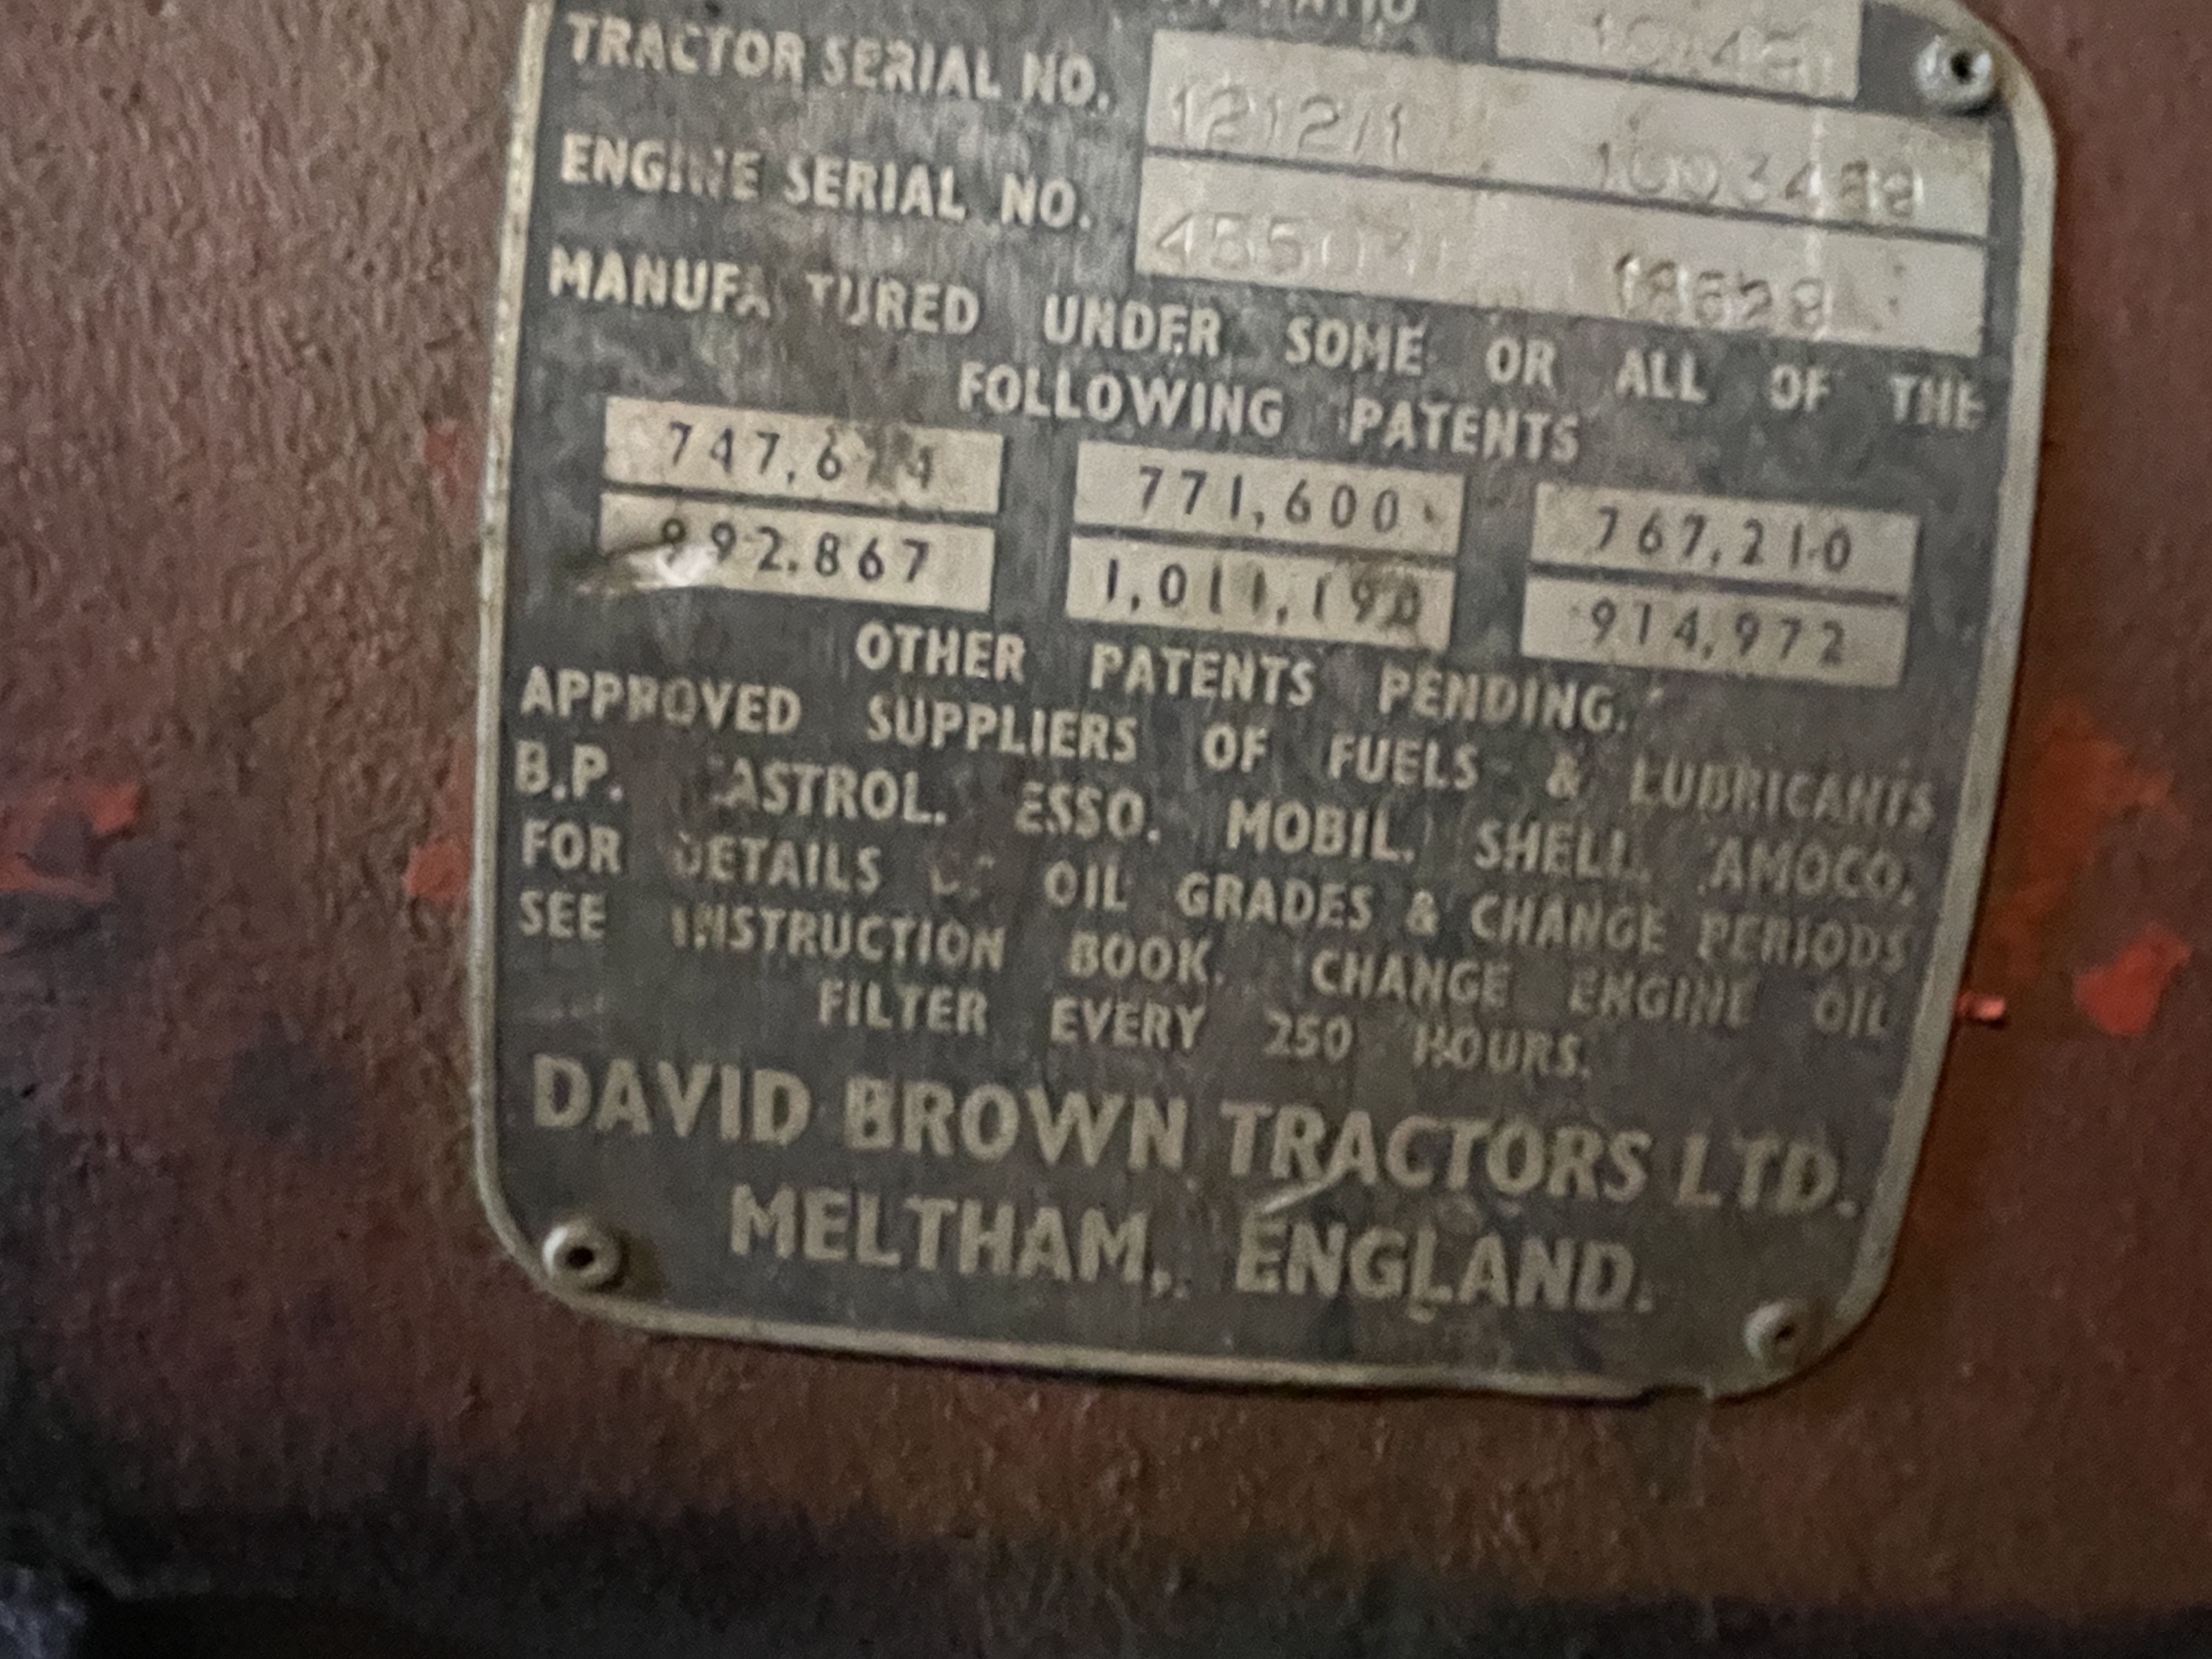 TRACTOR SERIAL NO. 1212/1
ENGINE SERIAL NO.
MANUFA TURED UNDER SOME OR ALL OF THE
FOLLOWING PATENTS
771,600 767,210
992.867 914,972
OTHER PATENTS PENDING.
APPROVED SUPPLIERS OF FUELS & LUBRICANTS
B.P. ASTROL. ESSO. MOBIL. SHELL. AMOCO.
FOR DETAILS OIL GRADES & CHANGE PERIODS
SEE INSTRUCTION BOOK. CHANGE ENGINE OIL
FILTER EVERY 250 HOURS.
DAVID BROWN TRACTORS LTD.
MELTHAM, ENGLAND.